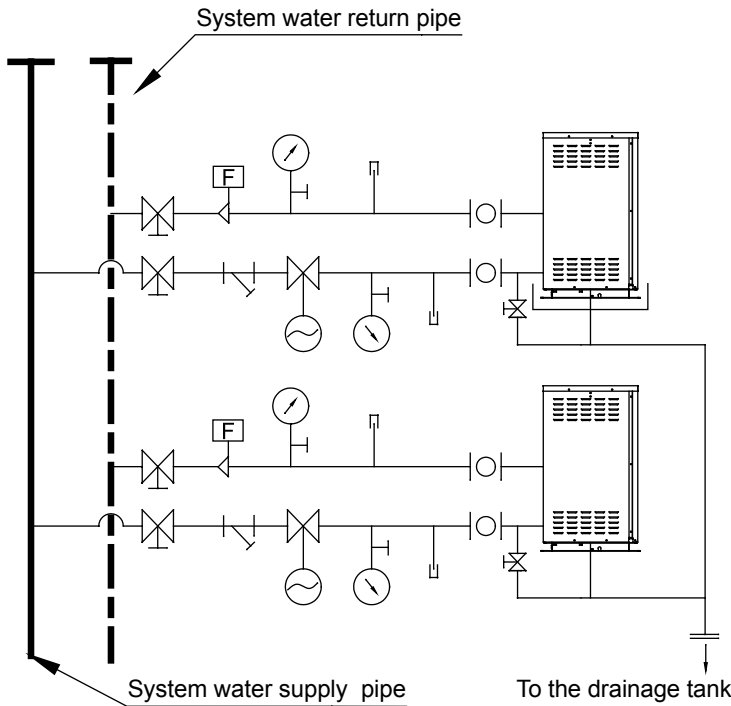 System water return pipe
F
F
System water supply pipe
To the drainage tank